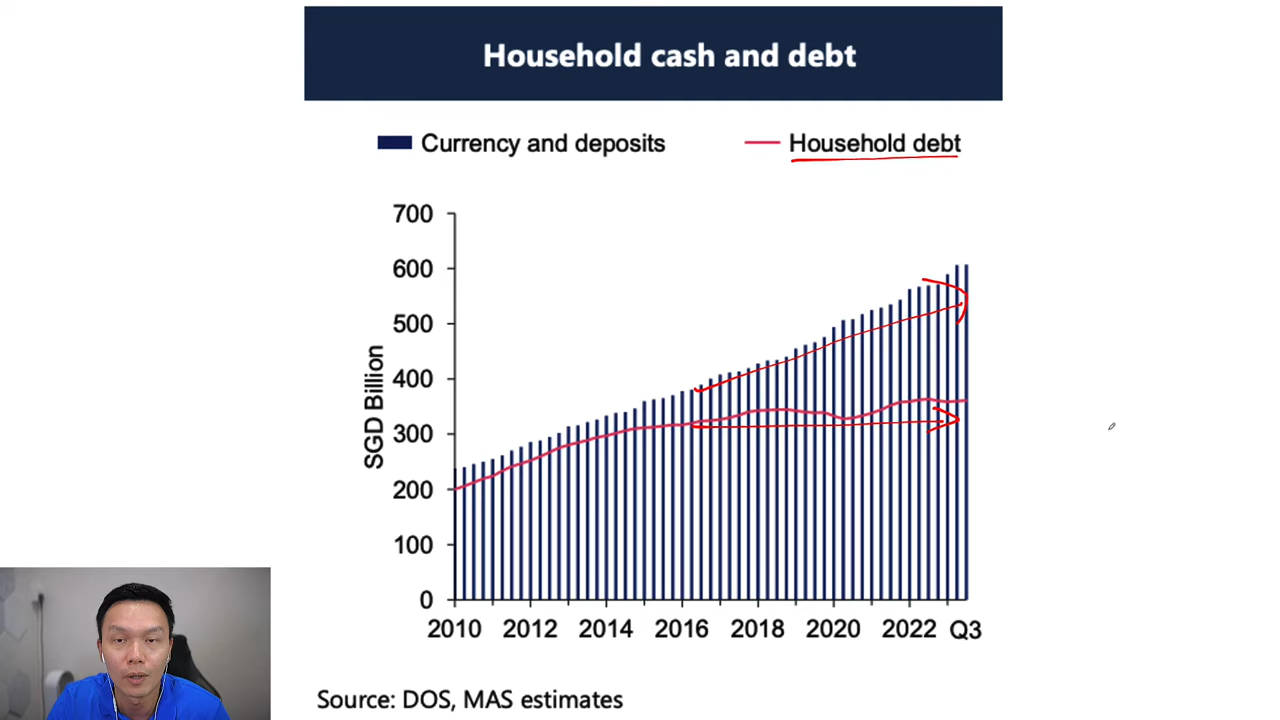 Household cash and debt
Currency and deposits
Household debt
700
600
500
400
300
200
100
0
SGD Billion
2010 2012 2014 2016 2018 2020 2022 Q3
Source: DOS, MAS estimates